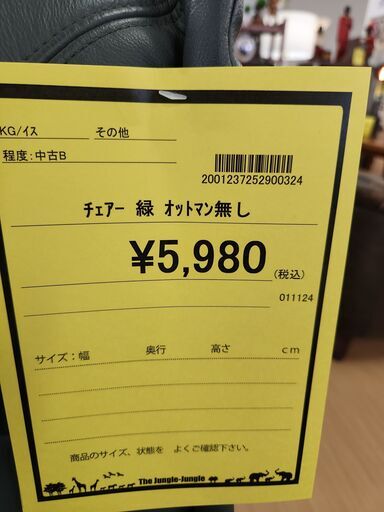 KG/ｲｽ その他
程度:中古B
2001237252900324
ﾁｪｱｰ 緑 ｵｯﾄﾏﾝ無し
¥5,980(税込)
011124
サイズ:幅 奥行 高さ cm
商品のサイズ、状態を よくご確認下さい。
The Jungle-Jungle